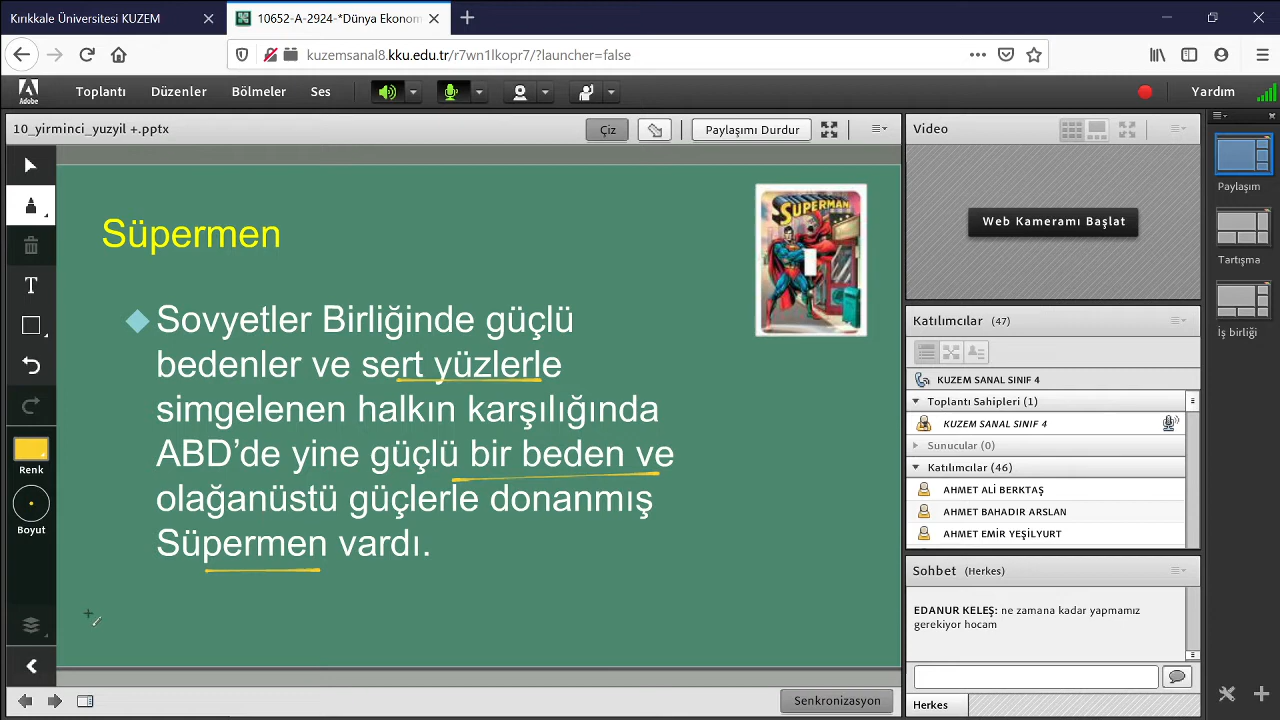 Kırıkkale Üniversitesi KUZEM
10652-A-2924-*Dünya Ekonom
kuzemsanal8.kku.edu.tr/r7wn1lkopr7/?launcher=false
Adobe
Toplantı
Düzenler
Bölmeler
Ses
Yardım
10_yirminci_yuzyil +.pptx
Çiz
Paylaşımı Durdur
Video
Web Kameramı Başlat
Paylaşım
Tartışma
İş birliği
T
Renk
Boyut
Süpermen
SUPERMAN
Sovyetler Birliğinde güçlü
bedenler ve sert yüzlerle
simgelenen halkın karşılığında
ABD’de yine güçlü bir beden ve
olağanüstü güçlerle donanmış
Süpermen vardı.
Katılımcılar (47)
KUZEM SANAL SINIF 4
Toplantı Sahipleri (1)
KUZEM SANAL SINIF 4
Sunucular (0)
Katılımcılar (46)
AHMET ALİ BERKTAŞ
AHMET BAHADIR ARSLAN
AHMET EMİR YEŞİLYURT
Sohbet (Herkes)
EDANUR KELEŞ: ne zamana kadar yapmamız
gerekiyor hocam
Herkes
Senkronizasyon